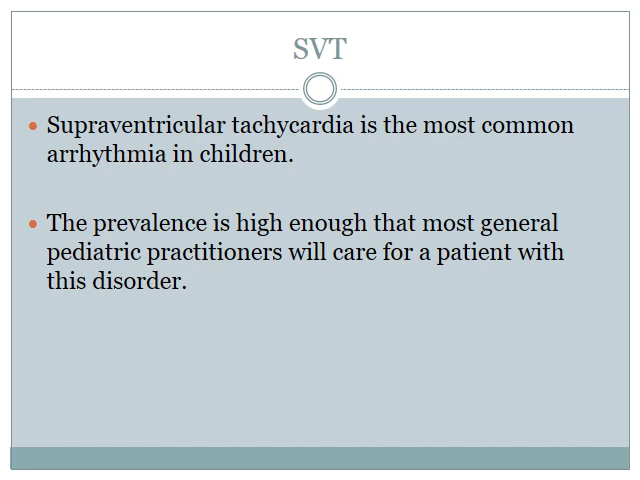 SVT
• Supraventricular tachycardia is the most common
arrhythmia in children.
• The prevalence is high enough that most general
pediatric practitioners will care for a patient with
this disorder.